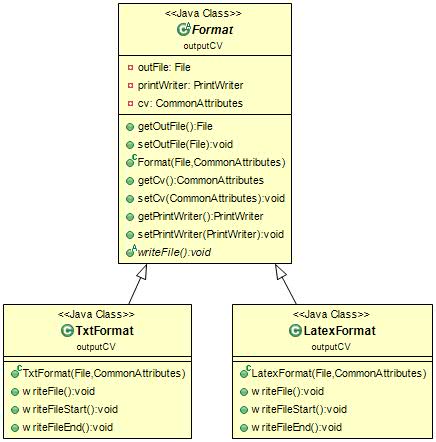 <<Java Class>>
Format
outputCV
outFile: File
printWriter: PrintWriter
cv: CommonAttributes
getOutFile():File
setOutFile(File):void
Format(File,CommonAttributes)
getCv():CommonAttributes
setCv(CommonAttributes):void
getPrintWriter():PrintWriter
setPrintWriter(PrintWriter):void
writeFile():void
<<Java Class>>
TxtFormat
outputCV
TxtFormat(File,CommonAttributes)
writeFile():void
writeFileStart():void
writeFileEnd():void
<<Java Class>>
LatexFormat
outputCV
LatexFormat(File,CommonAttributes)
writeFile():void
writeFileStart():void
writeFileEnd():void